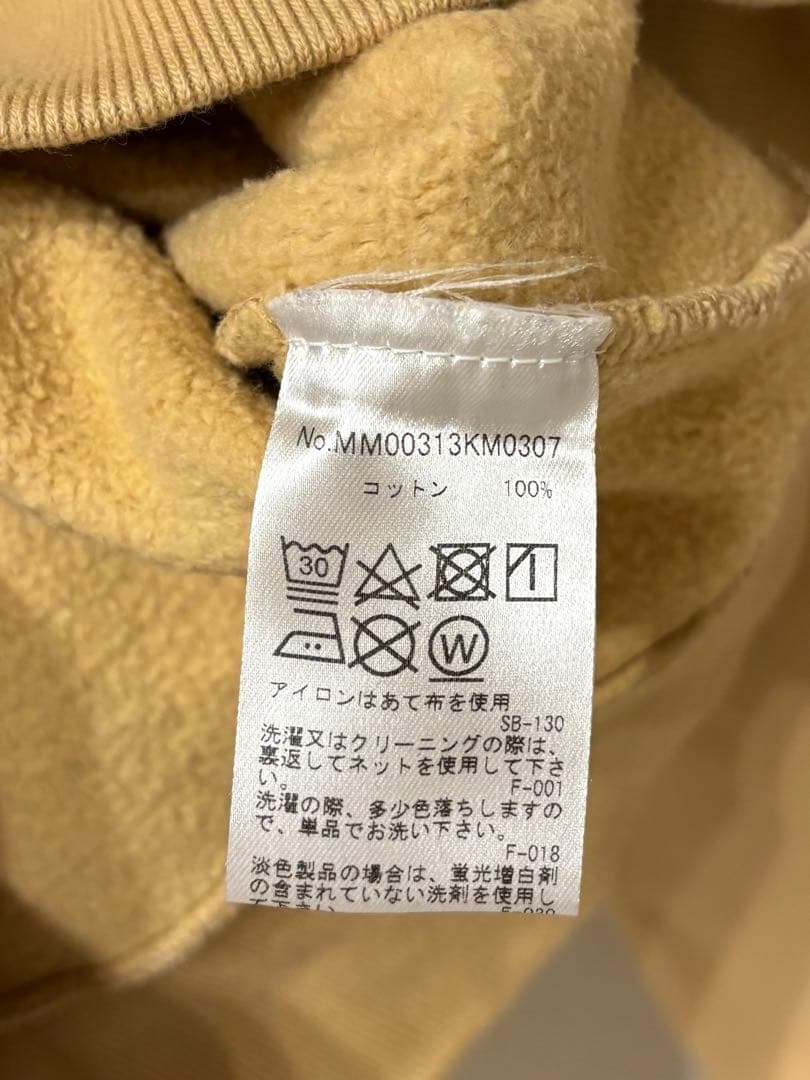 No.MM00313KM0307
コットン 100%
30
W
アイロンはあて布を使用
SB-130
洗濯又はクリーニングの際は、
裏返してネットを使用して下さ
い。
F-001
洗濯の際、多少色落ちしますの
で、単品でお洗い下さい。
F-018
淡色製品の場合は、蛍光増白剤
の含まれていない洗剤を使用し
て下さい。